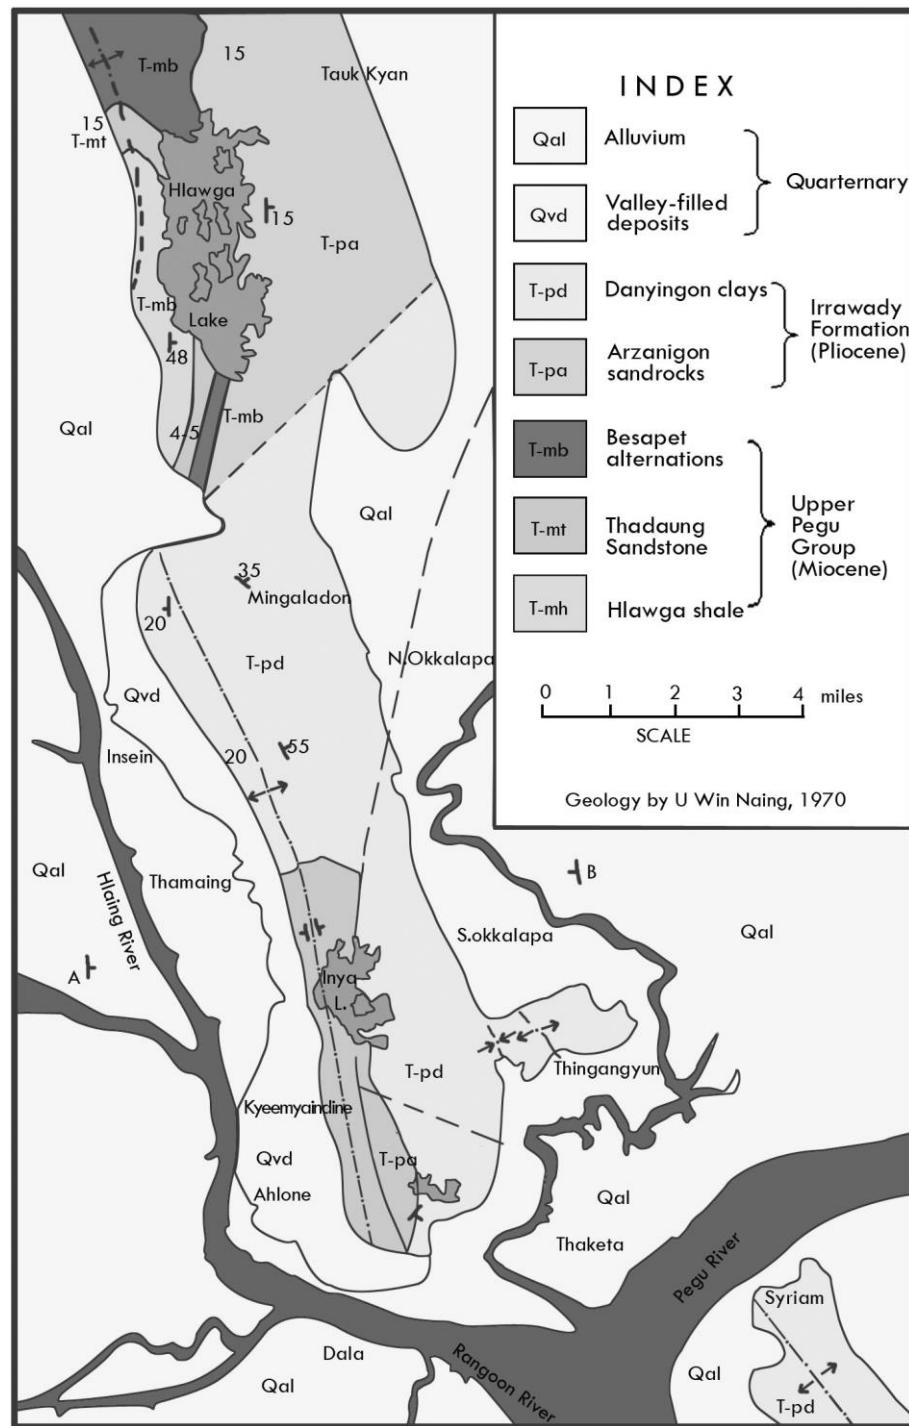 T-mb
15
Tauk Kyan
15
T-mt
Hlawga
15
T-pa
T-mb
Lake
48
T-mb
4-5
Qal
Qal
35
Mingaladon
20
T-pd
N.Okkalapa
Qvd
Insein
20
55
Qal
Thamaing
Hlaing River
B
S.okkalapa
Qal
A
Inya
L.
T-pd
Thingangyun
Kyeemyaindine
Qvd
T-pa
Ahlone
Qal
Thaketa
Pegu River
Syriam
Dala
Rangoon River
Qal
Qal
T-pd
INDEX
Qal Alluvium
Quarternary
Qvd Valley-filled
deposits
T-pd Danyingon clays
Irrawady
Formation
(Pliocene)
T-pa Arzanigon
sandrocks
T-mb Besapet
alternations
Upper
Pegu
Group
(Miocene)
T-mt Thadaung
Sandstone
T-mh Hlawga shale
0 1 2 3 4 miles
SCALE
Geology by U Win Naing, 1970